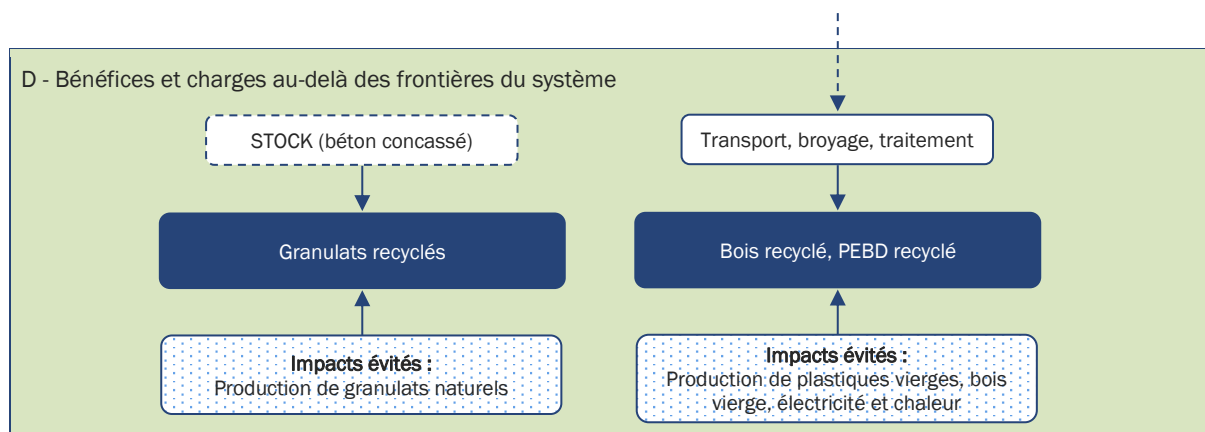 D - Bénéfices et charges au-delà des frontières du système
STOCK (béton concassé)
Transport, broyage, traitement
Granulats recyclés
Bois recyclé, PEBD recyclé
Impacts évités :
Production de granulats naturels
Impacts évités :
Production de plastiques vierges, bois
vierge, électricité et chaleur